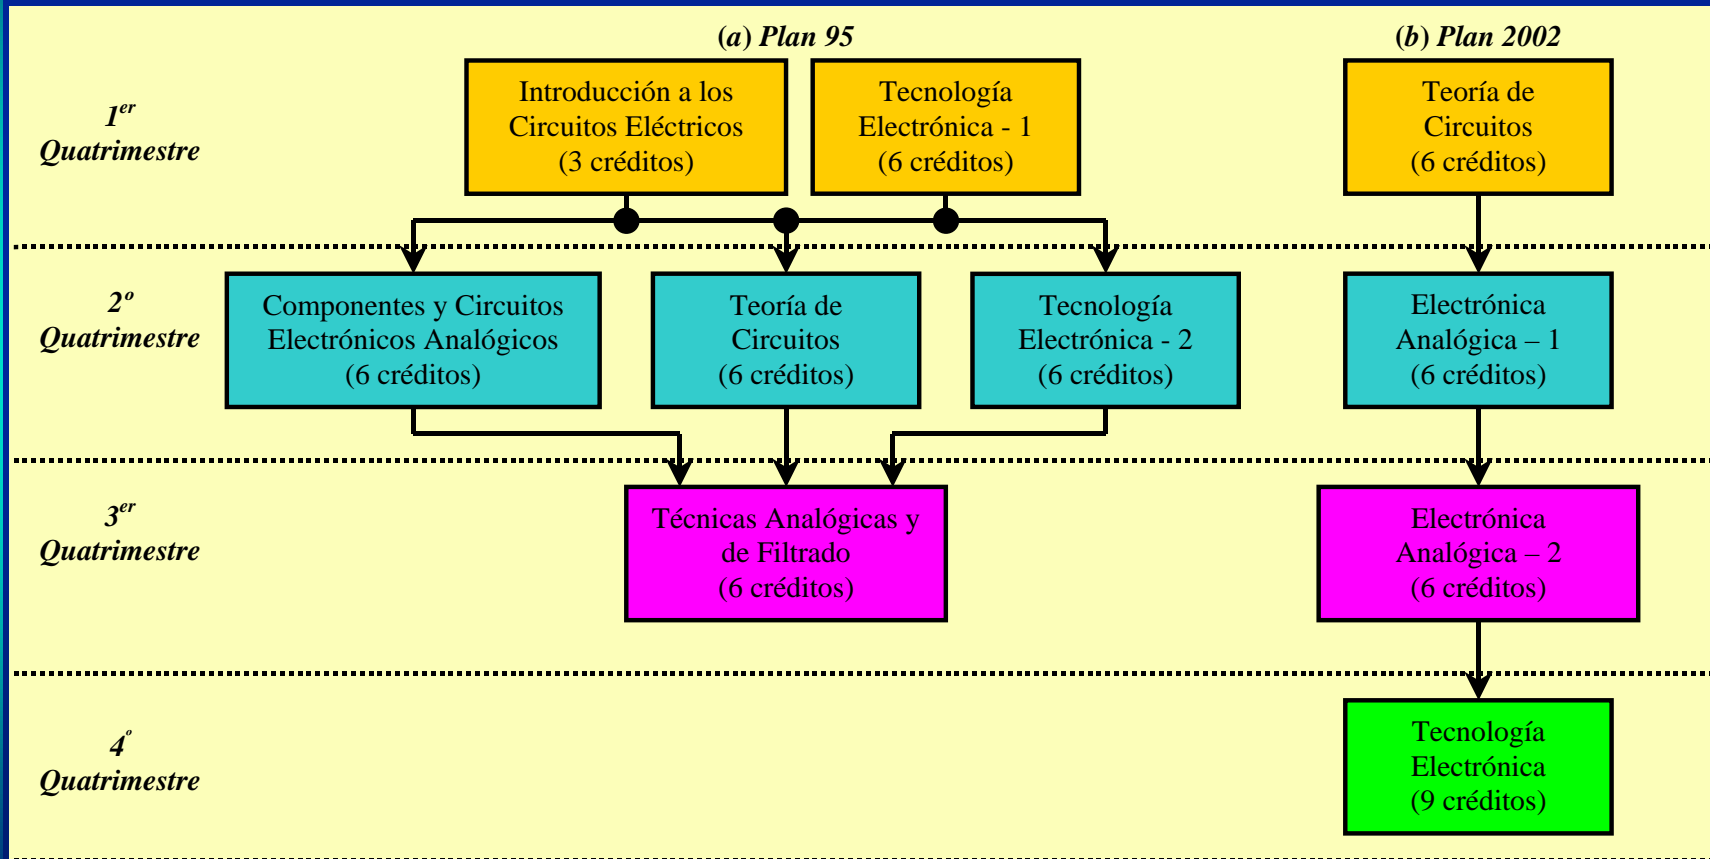 (a) Plan 95
(b) Plan 2002
1er
Quatrimestre
Introducción a los
Circuitos Eléctricos
(3 créditos)
Tecnología
Electrónica - 1
(6 créditos)
Teoría de
Circuitos
(6 créditos)
2º
Quatrimestre
Componentes y Circuitos
Electrónicos Analógicos
(6 créditos)
Teoría de
Circuitos
(6 créditos)
Tecnología
Electrónica - 2
(6 créditos)
Electrónica
Analógica – 1
(6 créditos)
3er
Quatrimestre
Técnicas Analógicas y
de Filtrado
(6 créditos)
Electrónica
Analógica – 2
(6 créditos)
4º
Quatrimestre
Tecnología
Electrónica
(9 créditos)